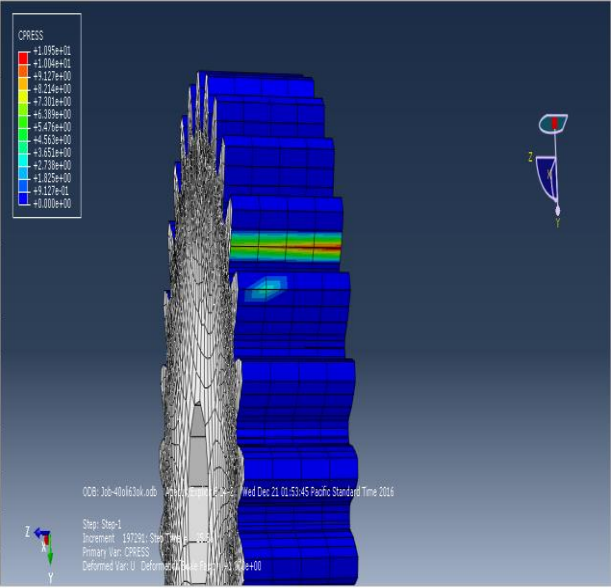 CPRESS
+1.095e+01
+1.004e+01
+9.127e+00
+8.214e+00
+7.301e+00
+6.389e+00
+5.476e+00
+4.563e+00
+3.651e+00
+2.738e+00
+1.825e+00
+9.127e-01
+0.000e+00
Z
X
Y
ODB: Job-40oli63ok.odb Wed Dec 21 01:53:45 Pacific Standard Time 2016
Z
X
Y
Step: Step-1
Increment 197291: Step
Primary Var: CPRESS
Deformed Var: U